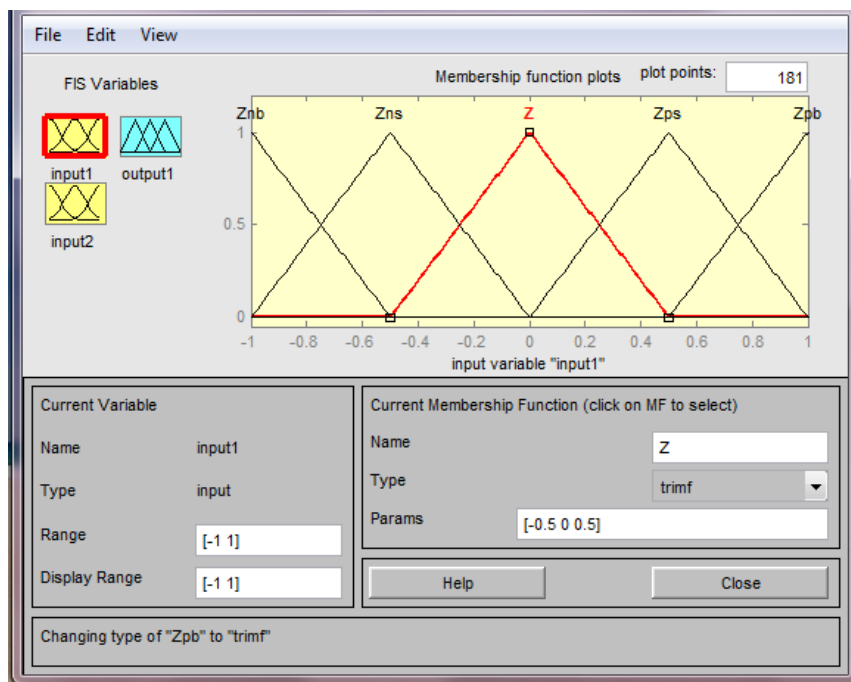 File Edit View
FIS Variables
Membership function plots plot points: 181
Znb Zns Z Zps Zpb
1
0.5
0
-1 -0.8 -0.6 -0.4 -0.2 0 0.2 0.4 0.6 0.8 1
input variable "input1"
input1 output1
input2
Current Variable
Name input1
Type input
Range [-1 1]
Display Range [-1 1]
Current Membership Function (click on MF to select)
Name Z
Type trimf
Params [-0.5 0 0.5]
Help Close
Changing type of "Zpb" to "trimf"